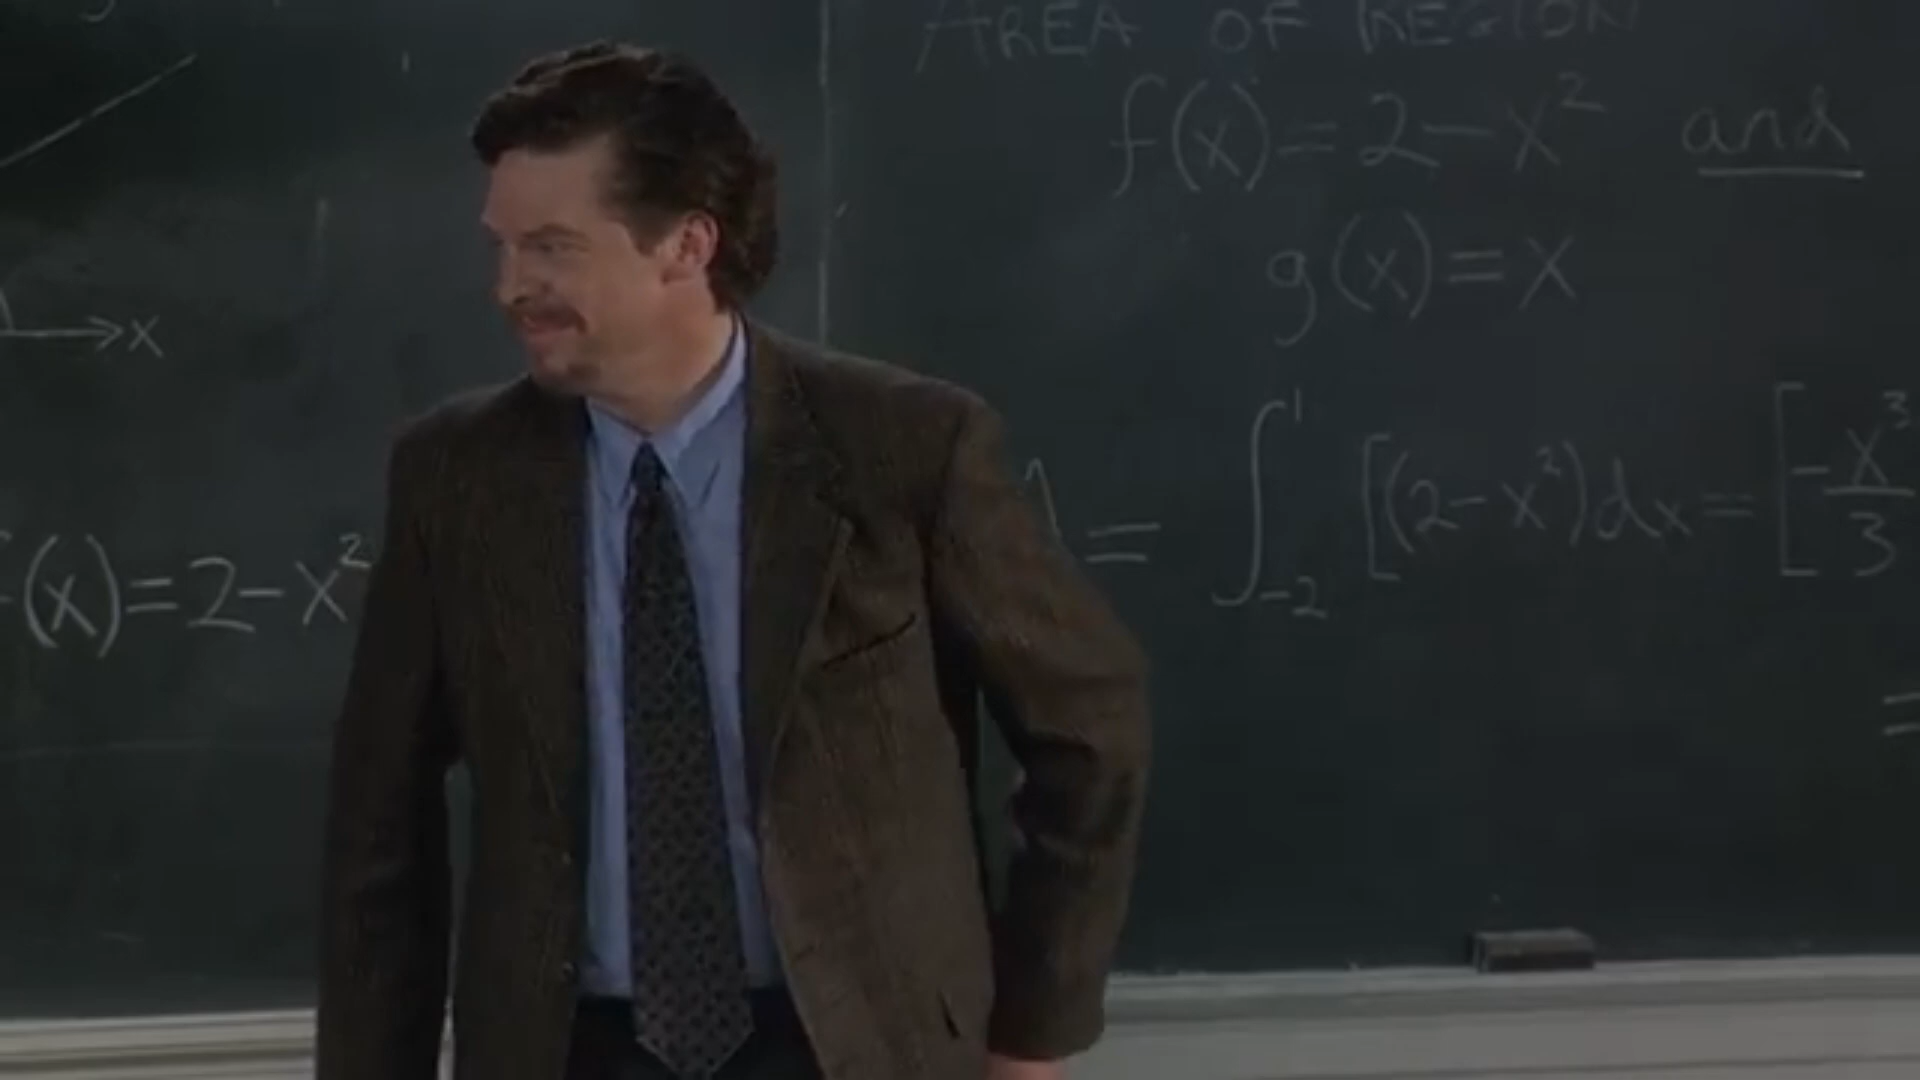 AREA OF REGION
f(x)=2-x² and
g(x)=x
x
f(x)=2-x²
= ∫₋₂¹ [(2-x²)dx = [-x³/3
=